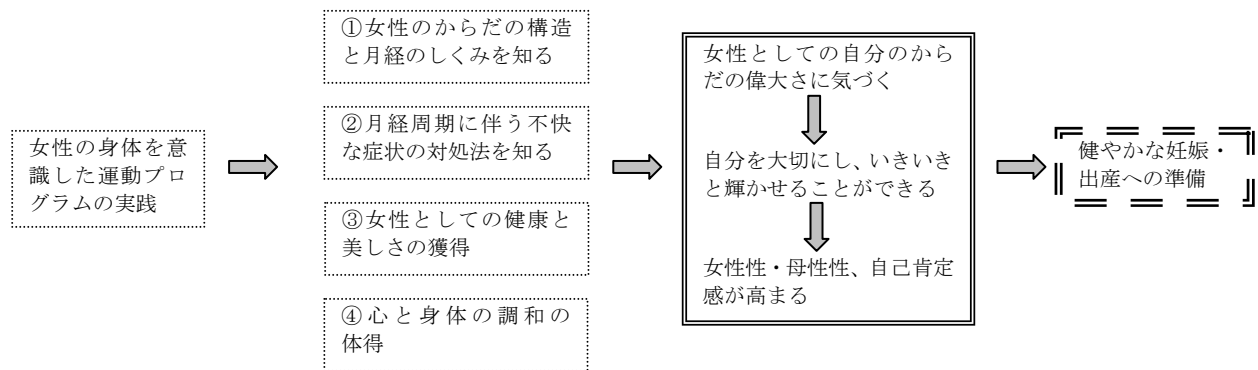 女性の身体を意
識した運動プロ
グラムの実践
①女性のからだの構造
と月経のしくみを知る
②月経周期に伴う不快
な症状の対処法を知る
③女性としての健康と
美しさの獲得
④心と身体の調和の
体得
女性としての自分のから
だの偉大さに気づく
自分を大切にし、いきいき
と輝かせることができる
女性性・母性性、自己肯定
感が高まる
健やかな妊娠・
出産への準備